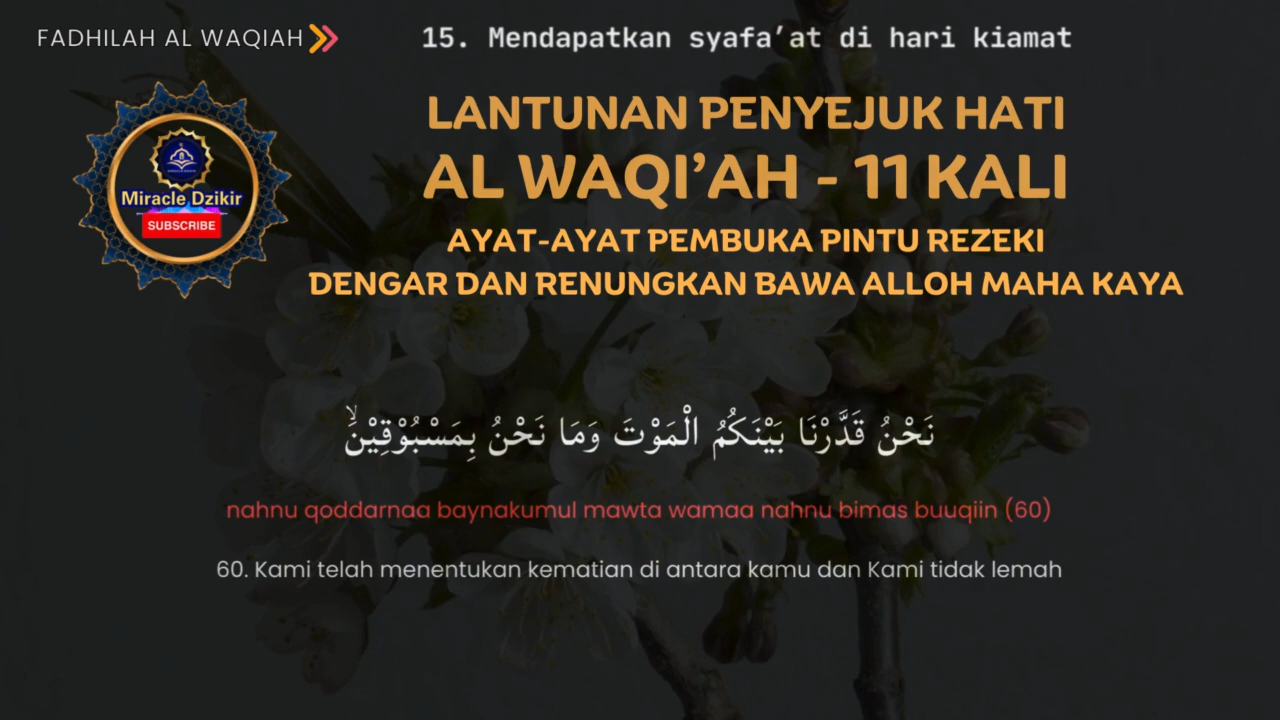 FADHILAH AL WAQIAH
15. Mendapatkan syafa’at di hari kiamat
Miracle Dzikir
SUBSCRIBE
LANTUNAN PENYEJUK HATI
AL WAQI’AH - 11 KALI
AYAT-AYAT PEMBUKA PINTU REZEKI
DENGAR DAN RENUNGKAN BAWA ALLOH MAHA KAYA
نَحْنُ قَدَّرْنَا بَيْنَكُمُ الْمَوْتَ وَمَا نَحْنُ بِمَسْبُوْقِيْنَۙ
nahnu qoddarnaa baynakumul mawta wamaa nahnu bimas buuqiin (60)
60. Kami telah menentukan kematian di antara kamu dan Kami tidak lemah